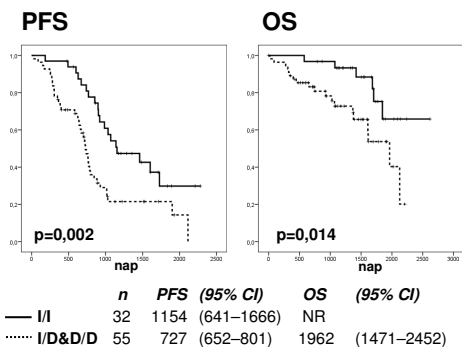 PFS OS
1,0 1,0
0,8 0,8
0,6 0,6
0,4 0,4
0,2 0,2
0,0 0,0
p=0,002 p=0,014
0 500 1000 1500 2000 2500 0 500 1000 1500 2000 2500 3000
nap nap
n PFS (95% CI) OS (95% CI)
I/I 32 1154 (641–1666) NR
I/D&D/D 55 727 (652–801) 1962 (1471–2452)